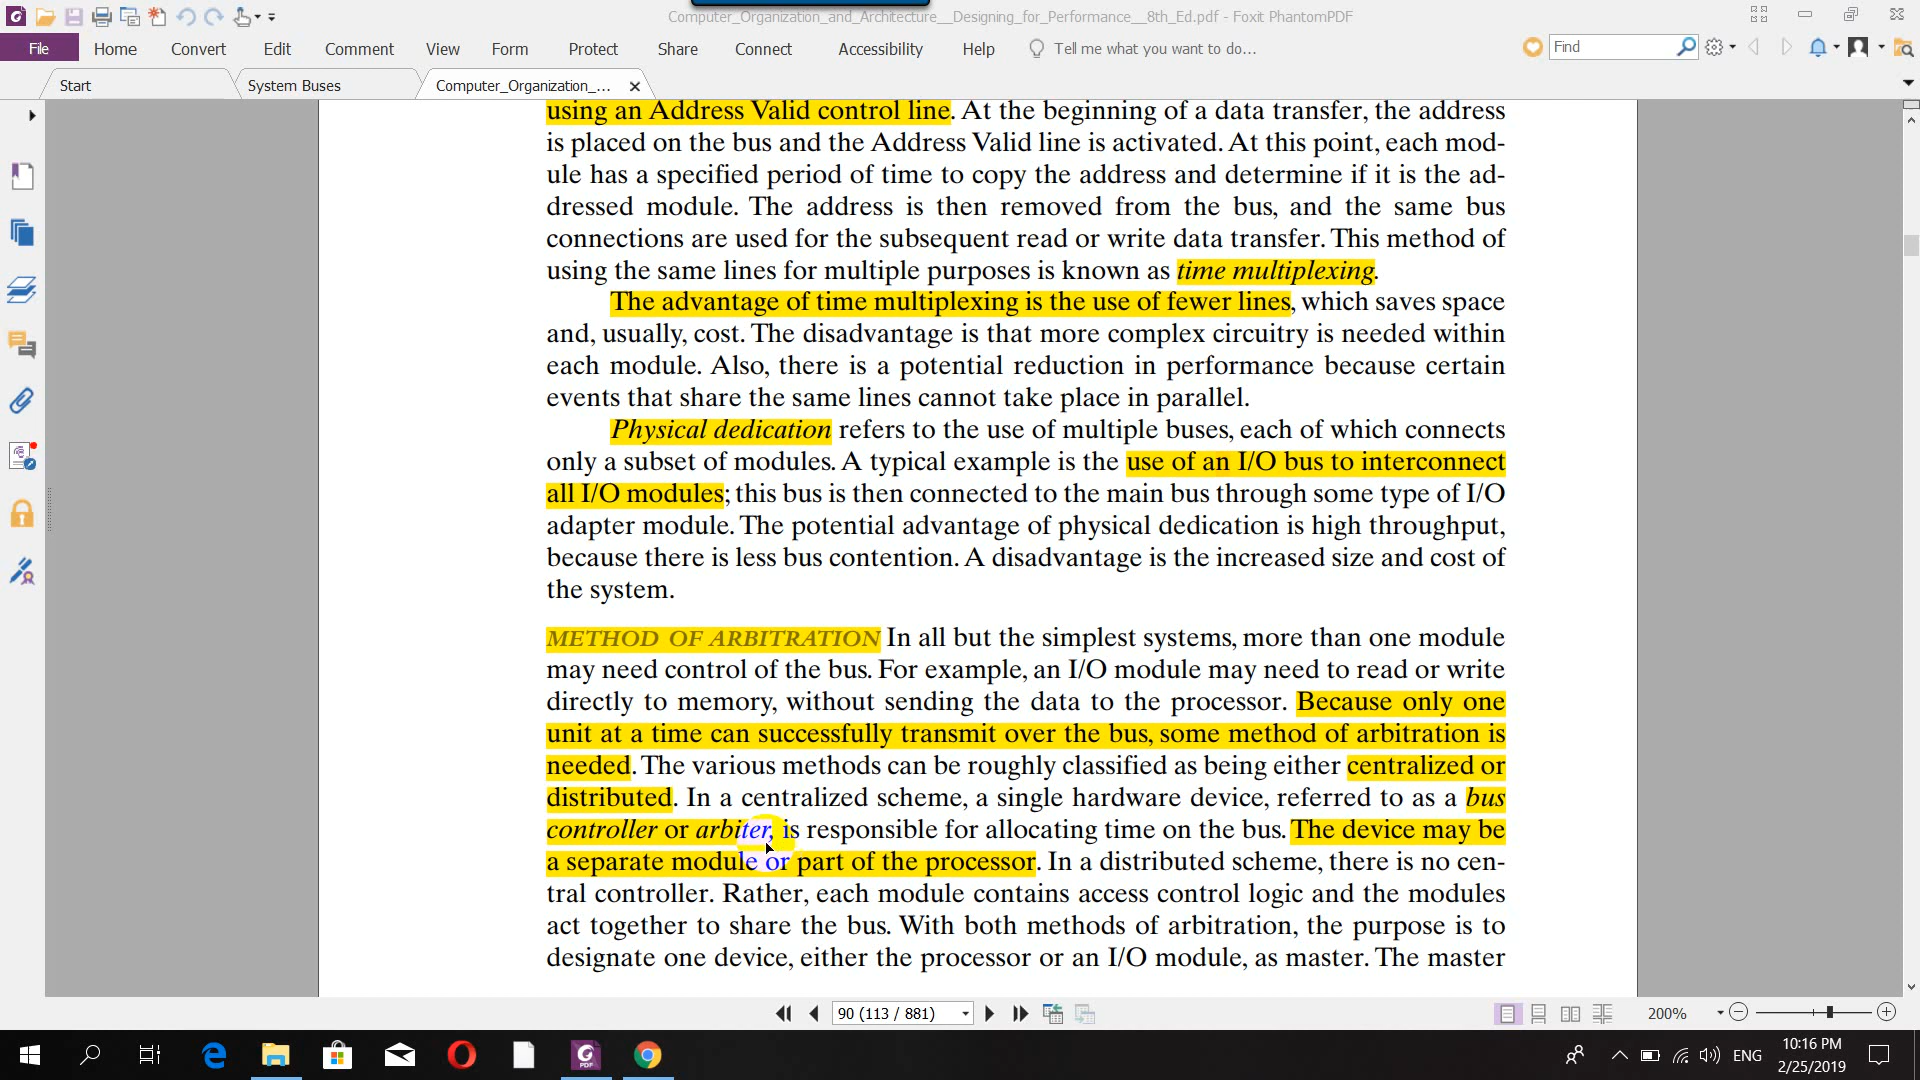 Computer_Organization_and_Architecture__Designing_for_Performance__8th_Ed.pdf - Foxit PhantomPDF
File Home Convert Edit Comment View Form Protect Share Connect Accessibility Help Tell me what you want to do... Find
Start System Buses Computer_Organization_...
using an Address Valid control line. At the beginning of a data transfer, the address
is placed on the bus and the Address Valid line is activated. At this point, each mod-
ule has a specified period of time to copy the address and determine if it is the ad-
dressed module. The address is then removed from the bus, and the same bus
connections are used for the subsequent read or write data transfer. This method of
using the same lines for multiple purposes is known as time multiplexing.
The advantage of time multiplexing is the use of fewer lines, which saves space
and, usually, cost. The disadvantage is that more complex circuitry is needed within
each module. Also, there is a potential reduction in performance because certain
events that share the same lines cannot take place in parallel.
Physical dedication refers to the use of multiple buses, each of which connects
only a subset of modules. A typical example is the use of an I/O bus to interconnect
all I/O modules; this bus is then connected to the main bus through some type of I/O
adapter module. The potential advantage of physical dedication is high throughput,
because there is less bus contention. A disadvantage is the increased size and cost of
the system.
METHOD OF ARBITRATION In all but the simplest systems, more than one module
may need control of the bus. For example, an I/O module may need to read or write
directly to memory, without sending the data to the processor. Because only one
unit at a time can successfully transmit over the bus, some method of arbitration is
needed. The various methods can be roughly classified as being either centralized or
distributed. In a centralized scheme, a single hardware device, referred to as a bus
controller or arbiter, is responsible for allocating time on the bus. The device may be
a separate module or part of the processor. In a distributed scheme, there is no cen-
tral controller. Rather, each module contains access control logic and the modules
act together to share the bus. With both methods of arbitration, the purpose is to
designate one device, either the processor or an I/O module, as master. The master
90 (113 / 881) 200%
ENG 10:16 PM
2/25/2019